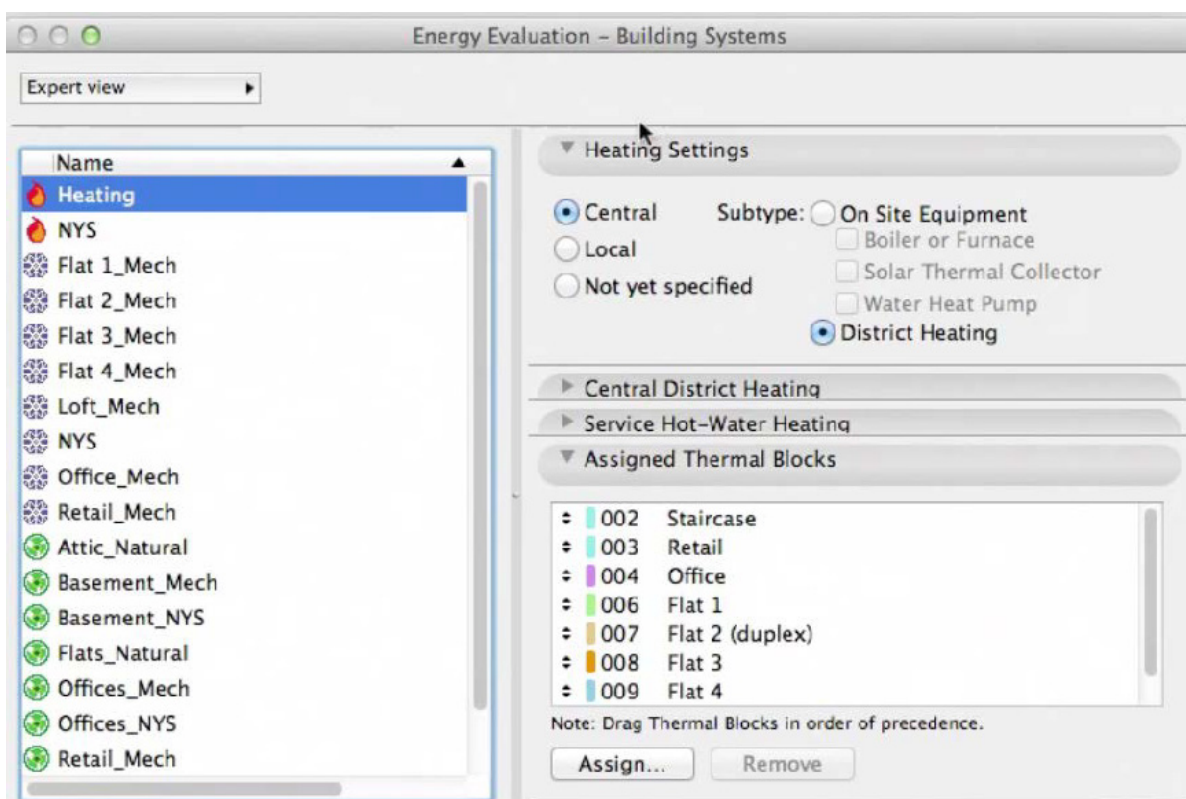 Energy Evaluation – Building Systems
Expert view
Name
Heating
NYS
Flat 1_Mech
Flat 2_Mech
Flat 3_Mech
Flat 4_Mech
Loft_Mech
NYS
Office_Mech
Retail_Mech
Attic_Natural
Basement_Mech
Basement_NYS
Flats_Natural
Offices_Mech
Offices_NYS
Retail_Mech
Heating Settings
Central Subtype: On Site Equipment
Boiler or Furnace
Local
Solar Thermal Collector
Not yet specified
Water Heat Pump
District Heating
Central District Heating
Service Hot-Water Heating
Assigned Thermal Blocks
002 Staircase
003 Retail
004 Office
006 Flat 1
007 Flat 2 (duplex)
008 Flat 3
009 Flat 4
Note: Drag Thermal Blocks in order of precedence.
Assign... Remove